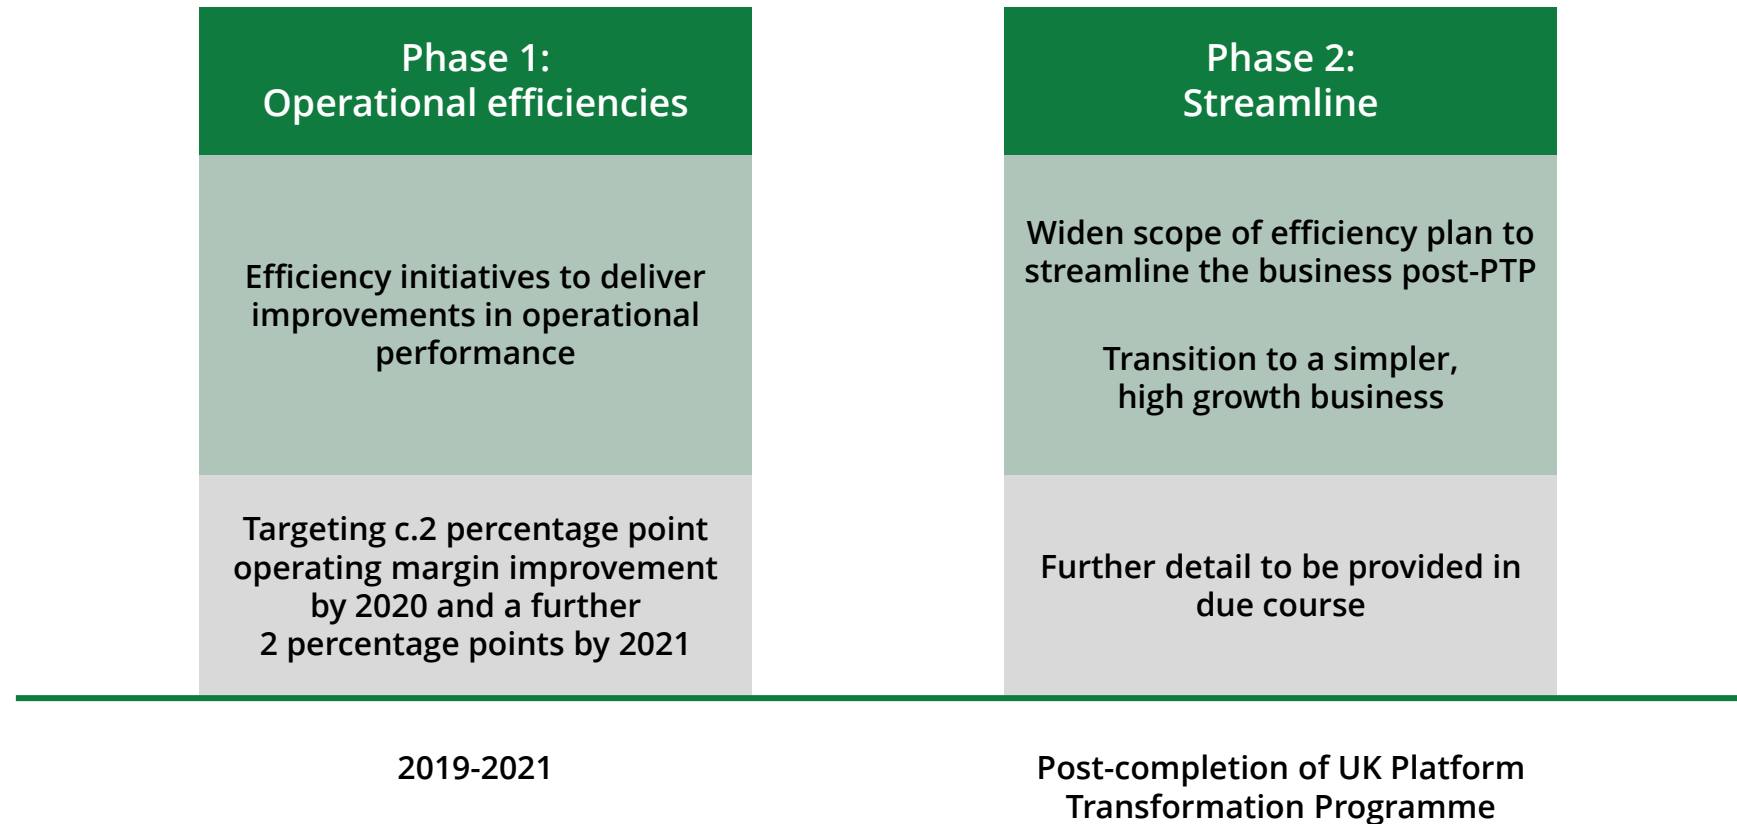 Phase 1:
Operational efficiencies
Efficiency initiatives to deliver
improvements in operational
performance
Targeting c.2 percentage point
operating margin improvement
by 2020 and a further
2 percentage points by 2021
2019-2021
Phase 2:
Streamline
Widen scope of efficiency plan to
streamline the business post-PTP
Transition to a simpler,
high growth business
Further detail to be provided in
due course
Post-completion of UK Platform
Transformation Programme